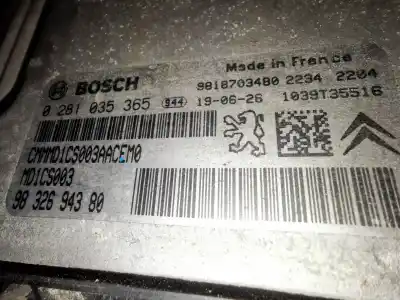 Made in France
BOSCH
9818703480 2234 2204
0 281 035 365 944 19-06-26 1039T35516
CMMMD1CS003AACEM0
MD1CS003
98 326 943 80